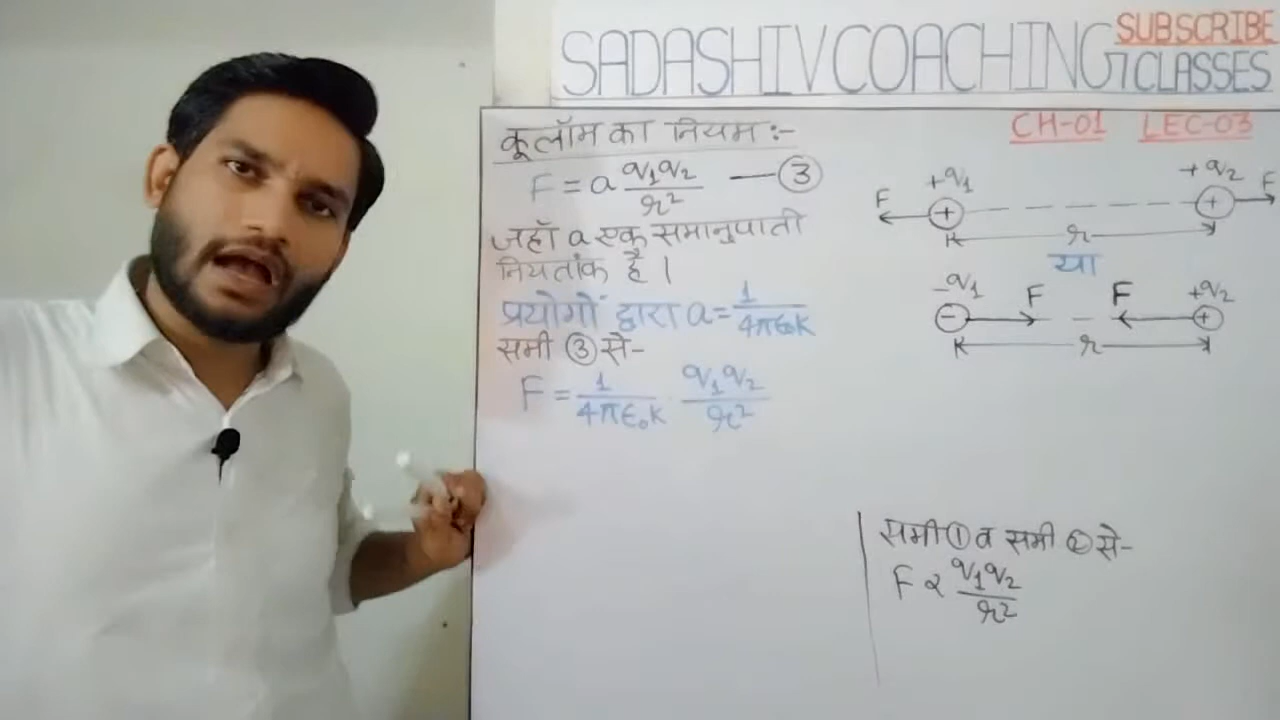 SADASHIV COACHING CLASSES
SUBSCRIBE
CH-01 LEC-03
कूलॉम का नियम :-
F = a q₁q₂/r² — ③
जहाँ a एक समानुपाती
नियतांक है ।
प्रयोगों द्वारा a = 1/4πε₀K
समी ③ से-
F = 1/4πε₀K q₁q₂/r²
+q₁ +q₂
F + + F
r
या
-q₁ F F +q₂
- +
r
समी ① व समी ② से-
F ∝ q₁q₂/r²